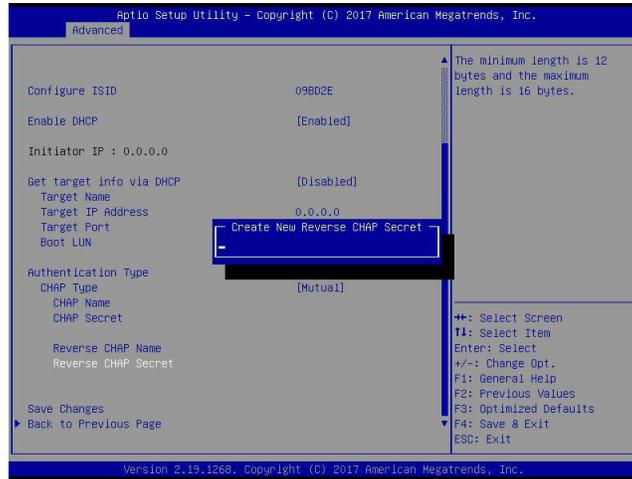 Aptio Setup Utility – Copyright (C) 2017 American Megatrends, Inc.
Advanced
Configure ISID 09BD2E
Enable DHCP [Enabled]
Initiator IP : 0.0.0.0
Get target info via DHCP [Disabled]
Target Name
Target IP Address 0.0.0.0
Target Port
Boot LUN
Create New Reverse CHAP Secret
Authentication Type
CHAP Type [Mutual]
CHAP Name
CHAP Secret
Reverse CHAP Name
Reverse CHAP Secret
Save Changes
Back to Previous Page
The minimum length is 12
bytes and the maximum
length is 16 bytes.
→←: Select Screen
↑↓: Select Item
Enter: Select
+/-: Change Opt.
F1: General Help
F2: Previous Values
F3: Optimized Defaults
F4: Save & Exit
ESC: Exit
Version 2.19.1268. Copyright (C) 2017 American Megatrends, Inc.